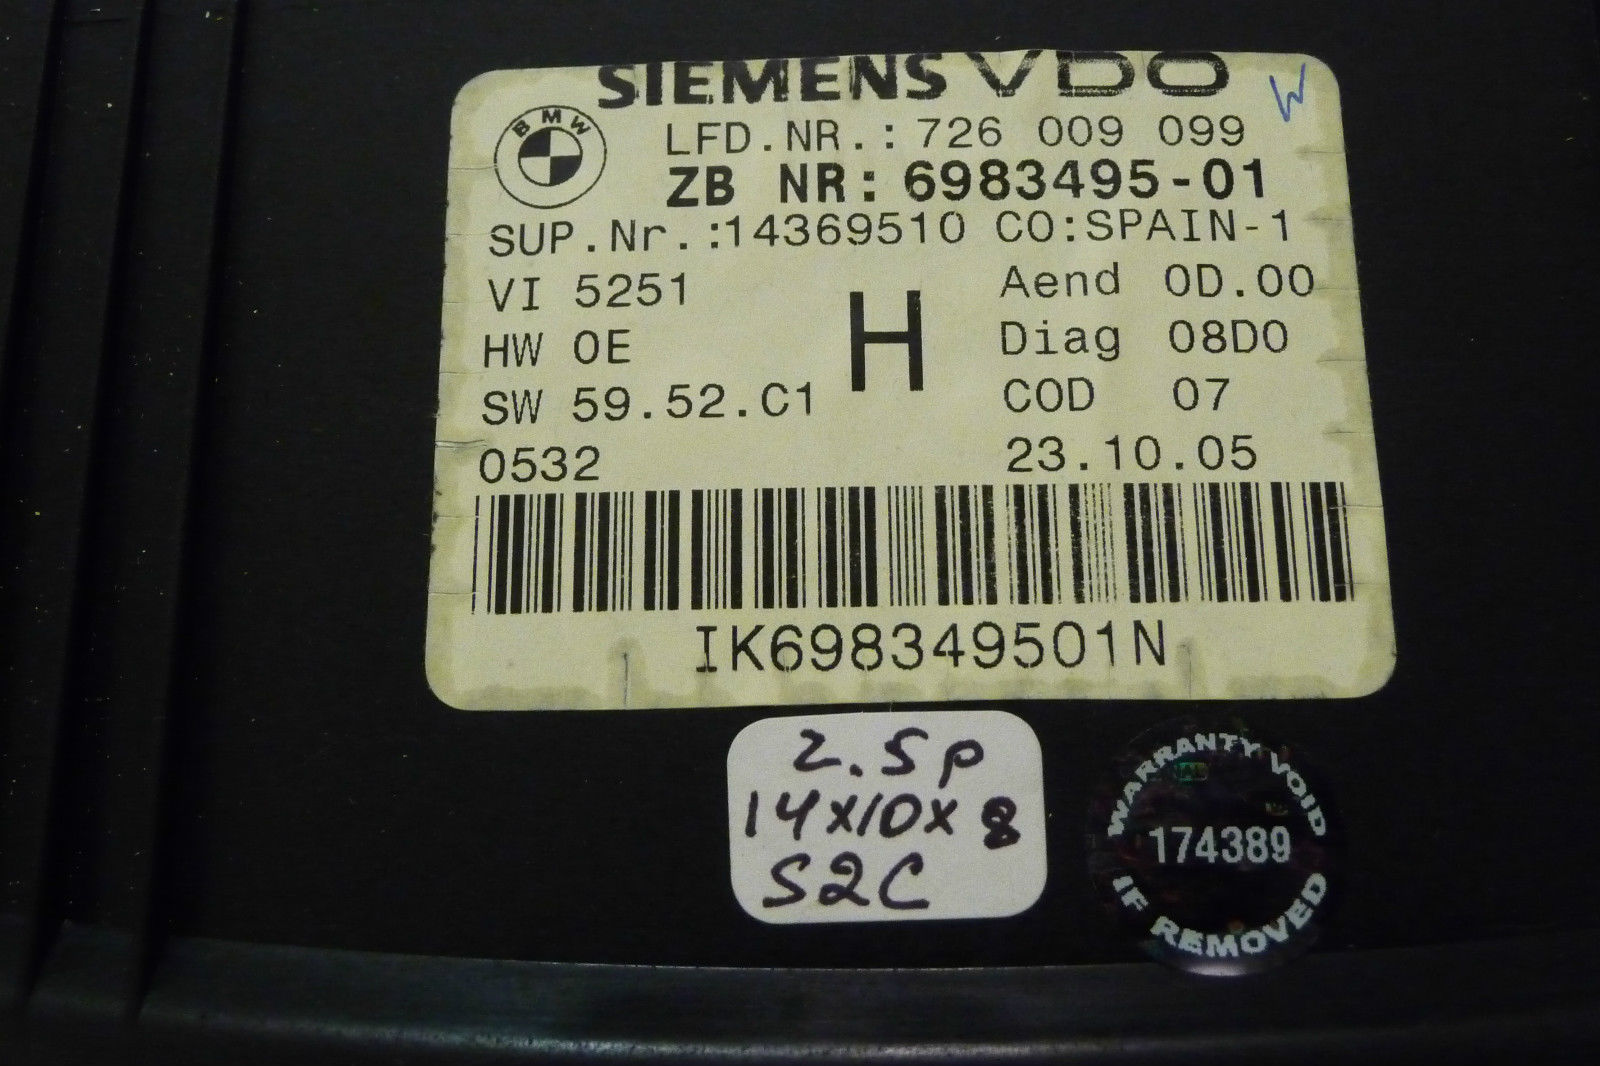 SIEMENS VDO
W
BMW
LFD.NR.: 726 009 099
ZB NR: 6983495-01
SUP.Nr.:14369510 CO:SPAIN-1
VI 5251
Aend 0D.00
HW 0E
H
Diag 08D0
SW 59.52.C1
COD 07
0532
23.10.05
IK698349501N
2.5p
14x10x8
S2C
WARRANTY VOID
174389
IF REMOVED